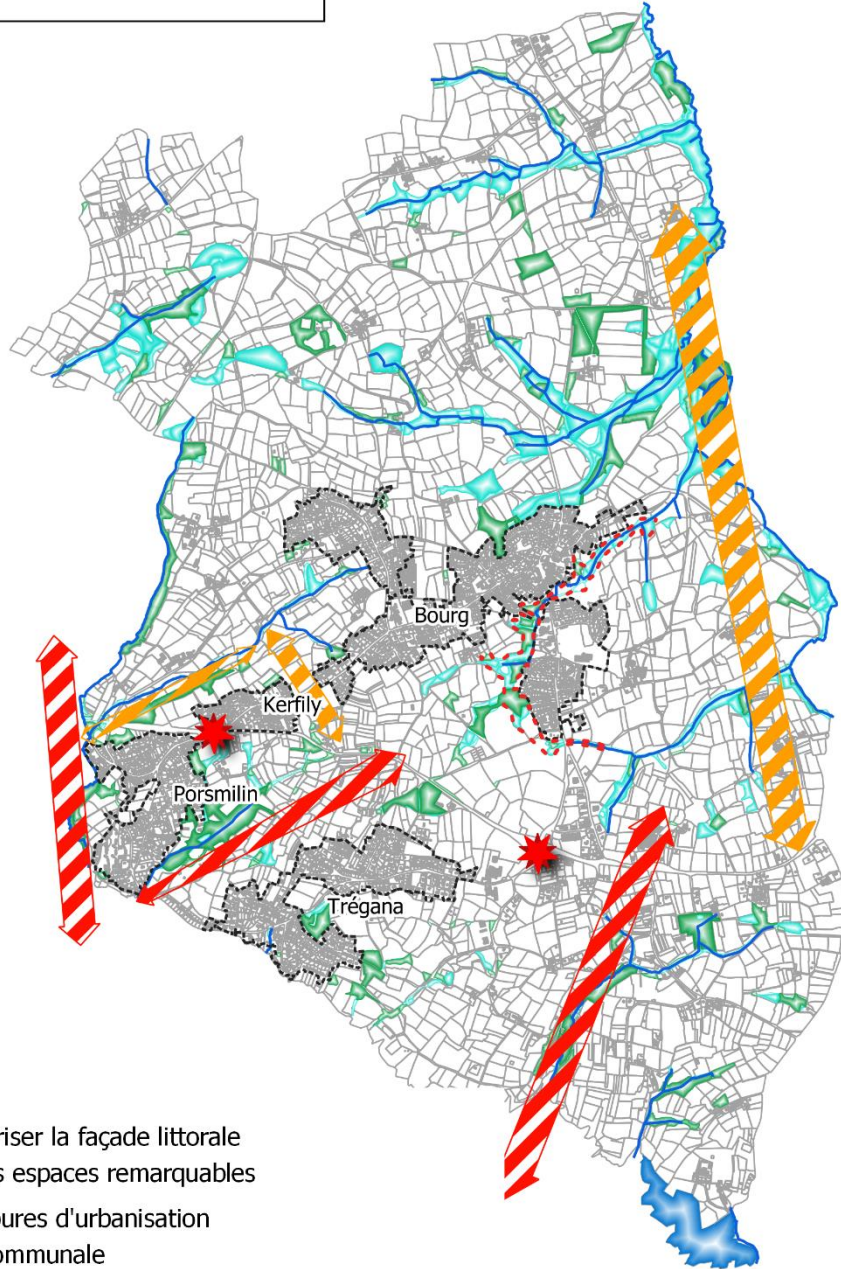 Bourg
Kerfily
Porsmilin
Trégana
riser la façade littorale
s espaces remarquables
ures d'urbanisation
ommunale